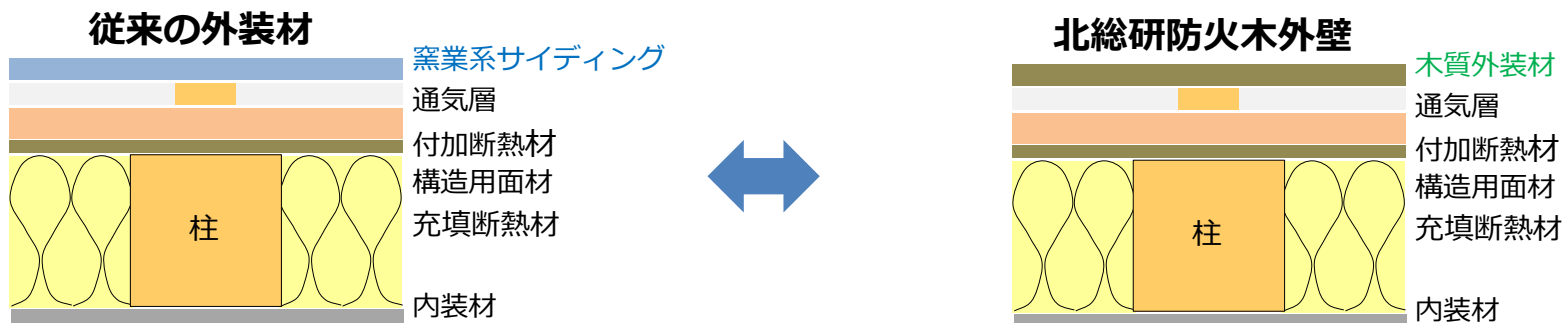 従来の外装材
窯業系サイディング
通気層
付加断熱材
構造用面材
充填断熱材
柱
内装材
北総研防火木外壁
木質外装材
通気層
付加断熱材
構造用面材
充填断熱材
柱
内装材